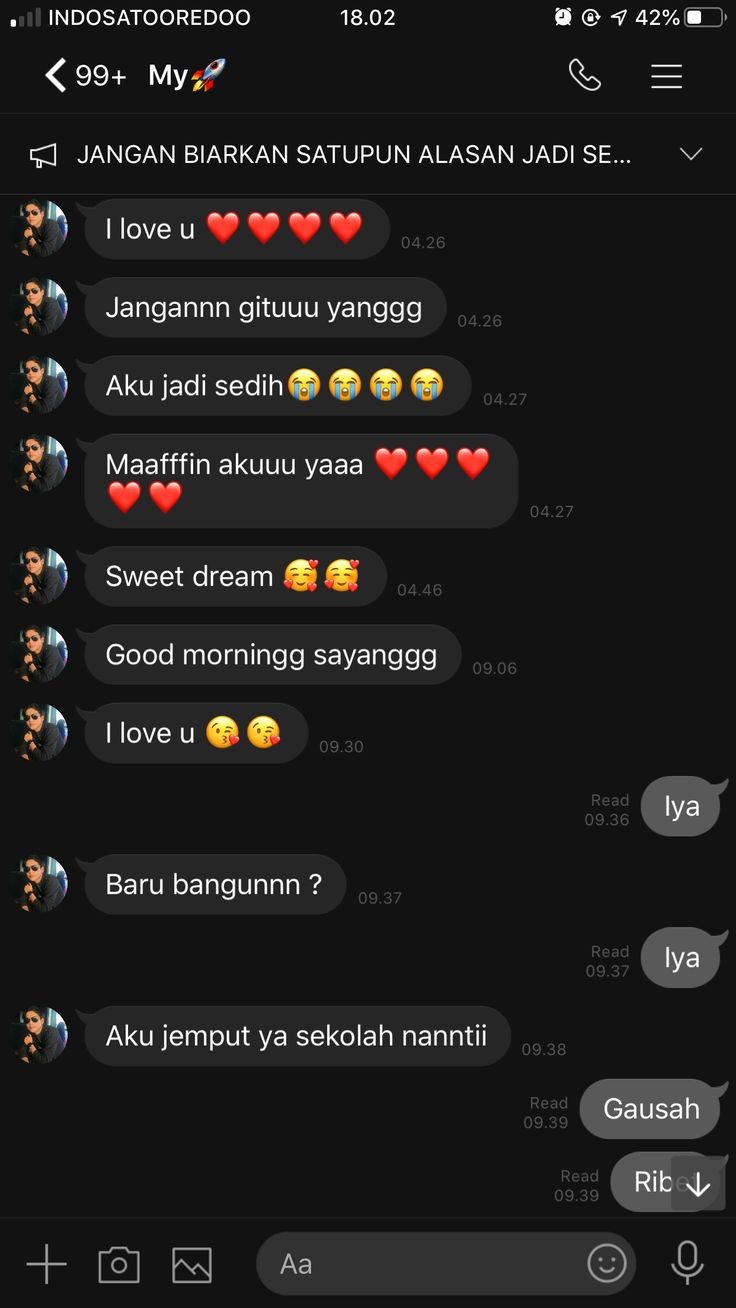 INDOSATOOREDOO 18.02 42%
99+ My🚀
JANGAN BIARKAN SATUPUN ALASAN JADI SE...
I love u ❤️❤️❤️❤️ 04.26
Jangannn gituuu yanggg 04.26
Aku jadi sedih😭😭😭😭 04.27
Maafffin akuuu yaaa ❤️❤️❤️
❤️❤️ 04.27
Sweet dream 🥰🥰 04.46
Good morningg sayanggg 09.06
I love u 😘😘 09.30
Read
09.36 Iya
Baru bangunnn ? 09.37
Read
09.37 Iya
Aku jemput ya sekolah nanntii 09.38
Read
09.39 Gausah
Read
09.39
Aa